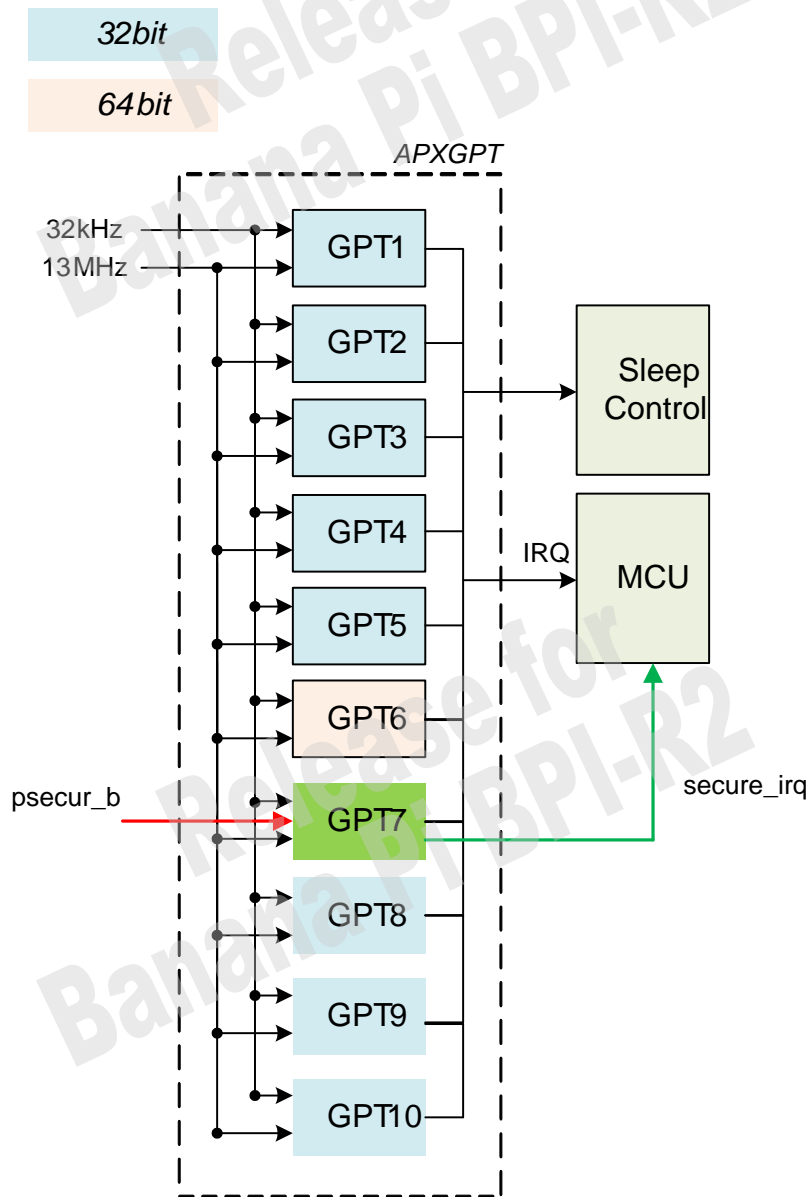 32bit
64bit
APXGPT
32kHz
13MHz
GPT1
GPT2
GPT3
GPT4
GPT5
GPT6
GPT7
GPT8
GPT9
GPT10
Sleep
Control
IRQ
MCU
psecur_b
secure_irq
Release
Banana Pi BPI-R2
Release for
Banana Pi BPI-R2